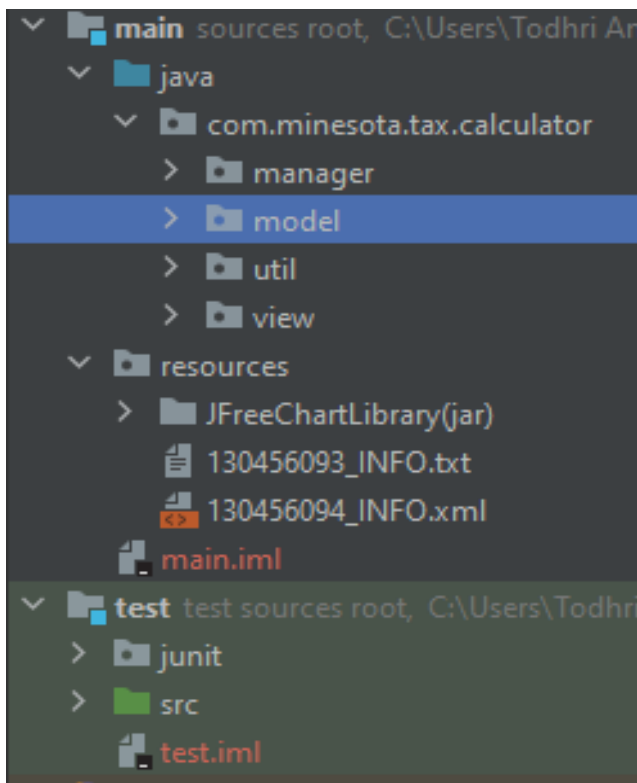 main sources root, C:\Users\Todhri Ar
java
com.minesota.tax.calculator
manager
model
util
view
resources
JFreeChartLibrary(jar)
130456093_INFO.txt
130456094_INFO.xml
main.iml
test test sources root, C:\Users\Todhri
junit
src
test.iml